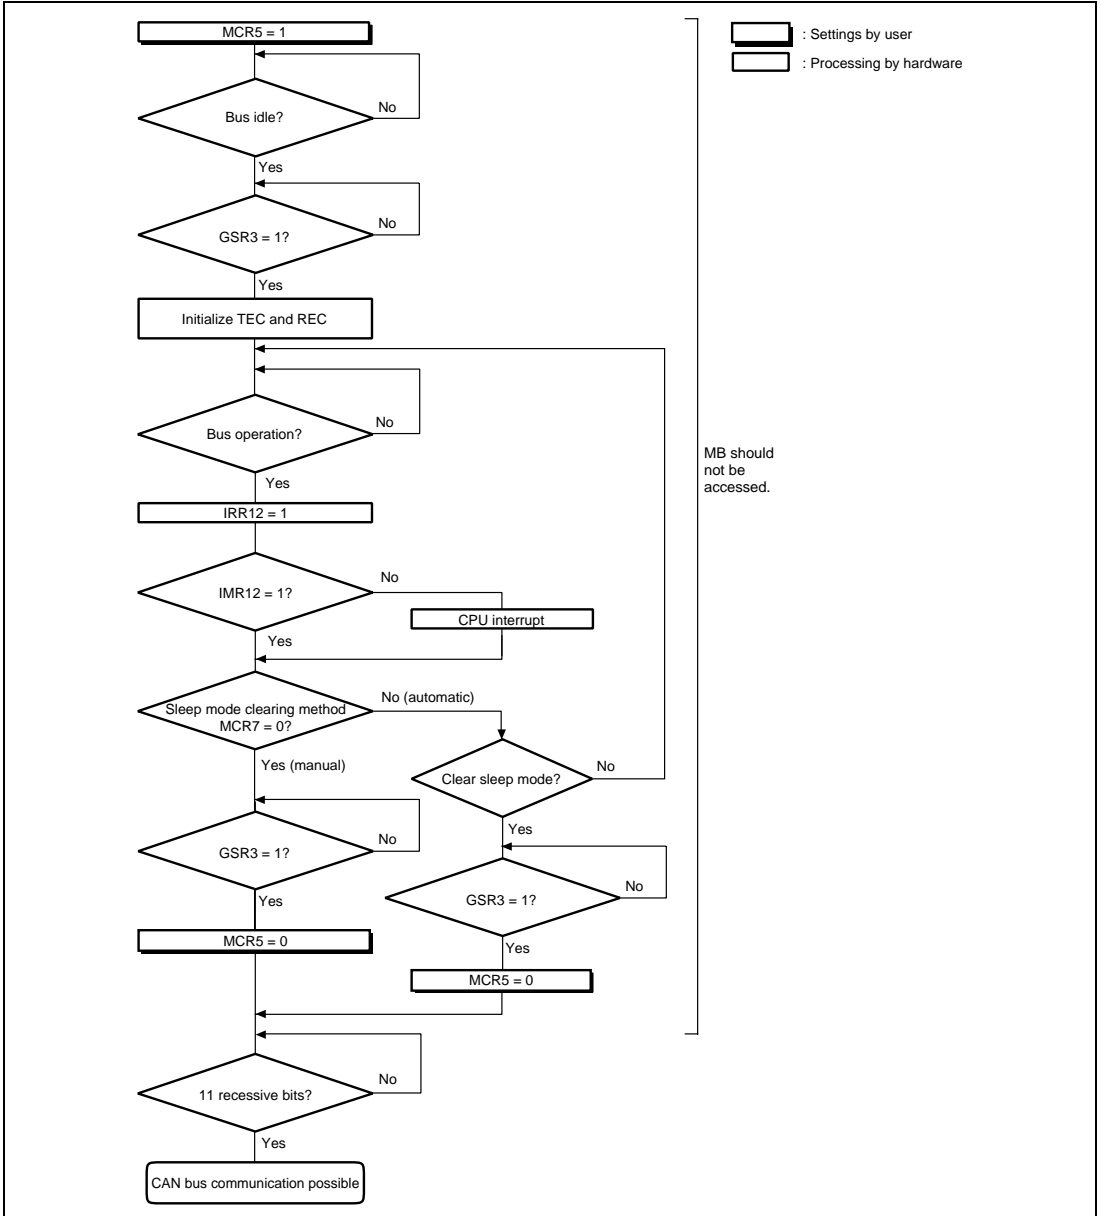 MCR5 = 1
: Settings by user
: Processing by hardware
No
Bus idle?
Yes
No
GSR3 = 1?
Yes
Initialize TEC and REC
No
Bus operation?
MB should
not be
accessed.
Yes
IRR12 = 1
No
IMR12 = 1?
CPU interrupt
Yes
No (automatic)
Sleep mode clearing method
MCR7 = 0?
Yes (manual)
No
Clear sleep mode?
Yes
No
GSR3 = 1?
No
GSR3 = 1?
Yes
MCR5 = 0
Yes
MCR5 = 0
No
11 recessive bits?
Yes
CAN bus communication possible